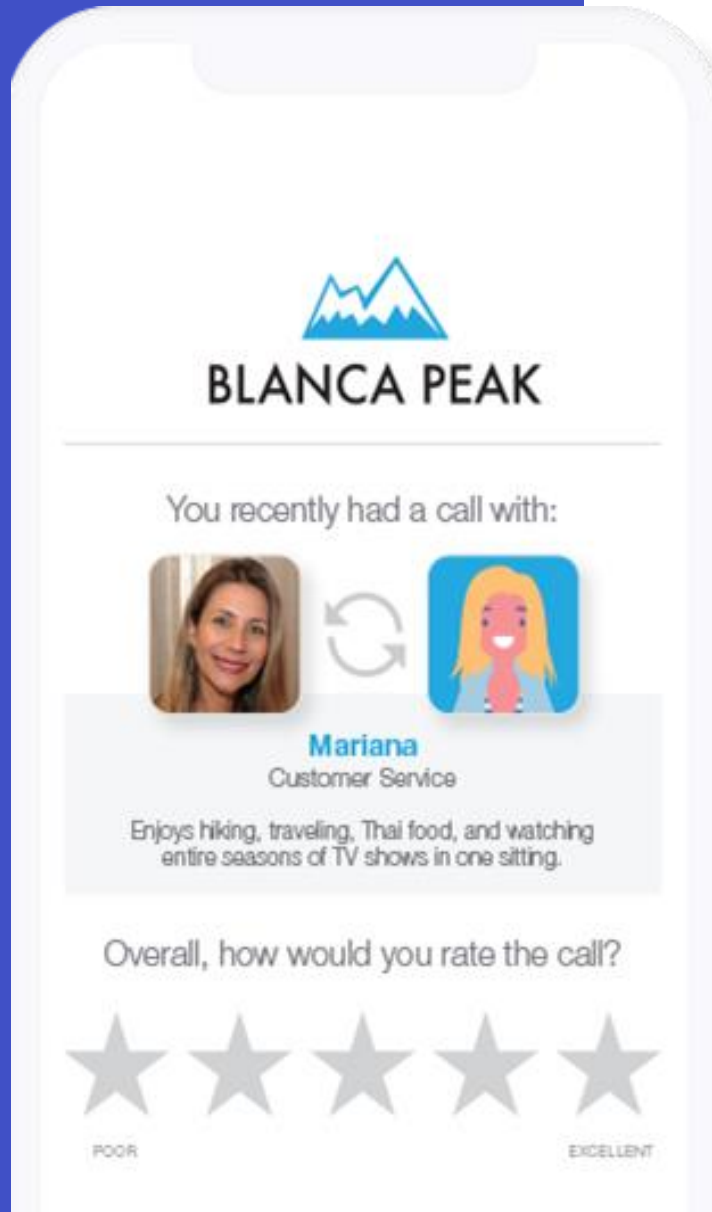 BLANCA PEAK
You recently had a call with:
Mariana
Customer Service
Enjoys hiking, traveling, Thai food, and watching
entire seasons of TV shows in one sitting.
Overall, how would you rate the call?
POOR
EXCELLENT